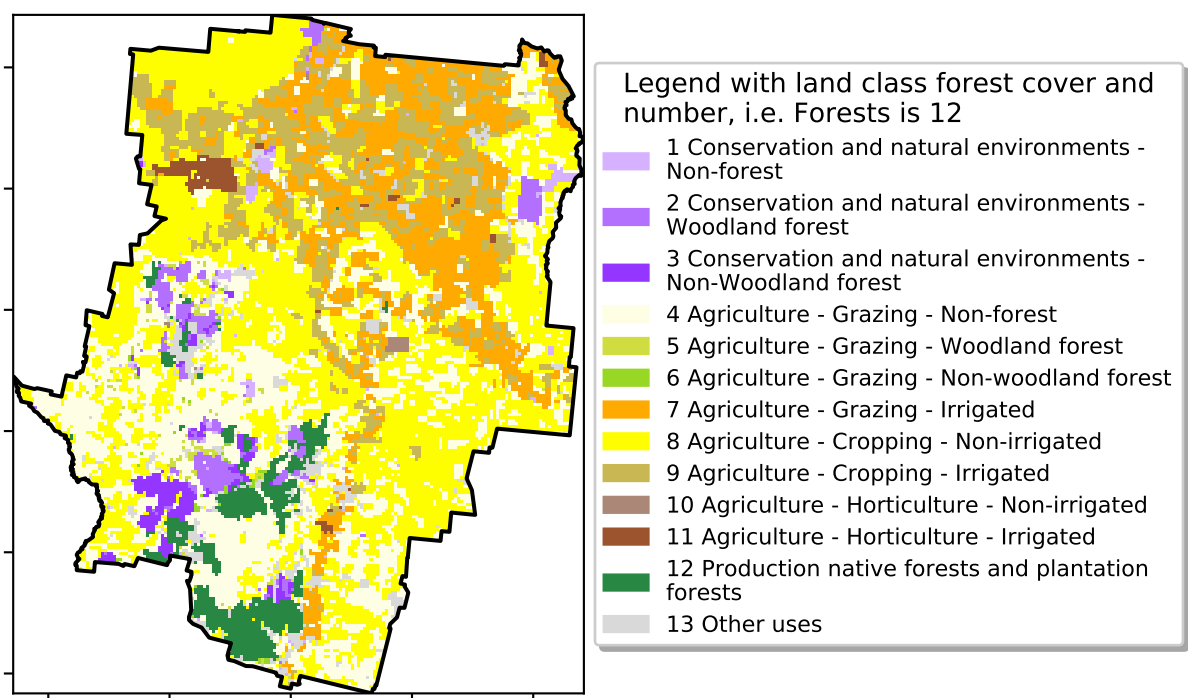 Legend with land class forest cover and
number, i.e. Forests is 12
1 Conservation and natural environments -
Non-forest
2 Conservation and natural environments -
Woodland forest
3 Conservation and natural environments -
Non-Woodland forest
4 Agriculture - Grazing - Non-forest
5 Agriculture - Grazing - Woodland forest
6 Agriculture - Grazing - Non-woodland forest
7 Agriculture - Grazing - Irrigated
8 Agriculture - Cropping - Non-irrigated
9 Agriculture - Cropping - Irrigated
10 Agriculture - Horticulture - Non-irrigated
11 Agriculture - Horticulture - Irrigated
12 Production native forests and plantation
forests
13 Other uses